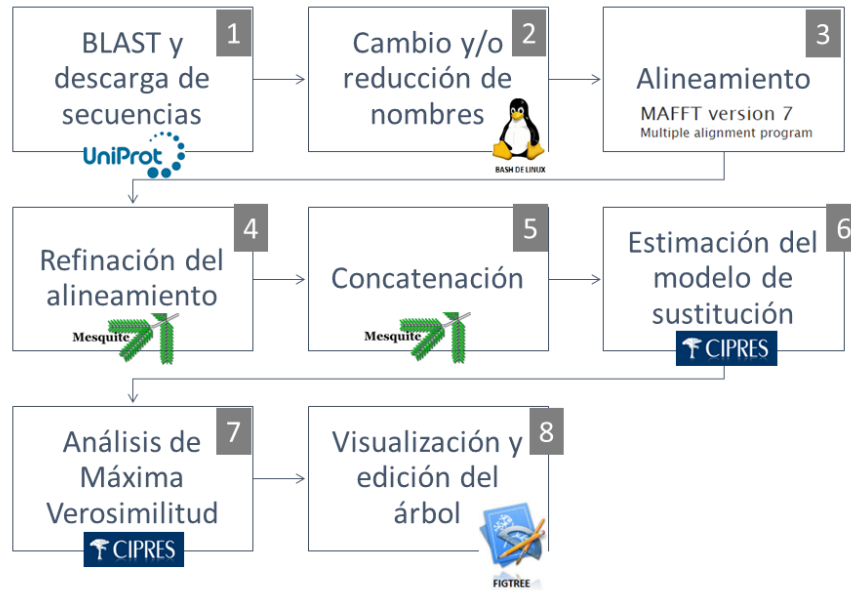 1
BLAST y
descarga de
secuencias
UniProt
2
Cambio y/o
reducción de
nombres
BASH DE LINUX
3
Alineamiento
MAFFT version 7
Multiple alignment program
4
Refinación del
alineamiento
Mesquite
5
Concatenación
Mesquite
6
Estimación del
modelo de
sustitución
CIPRES
7
Análisis de
Máxima
Verosimilitud
CIPRES
8
Visualización y
edición del
árbol
FIGTREE